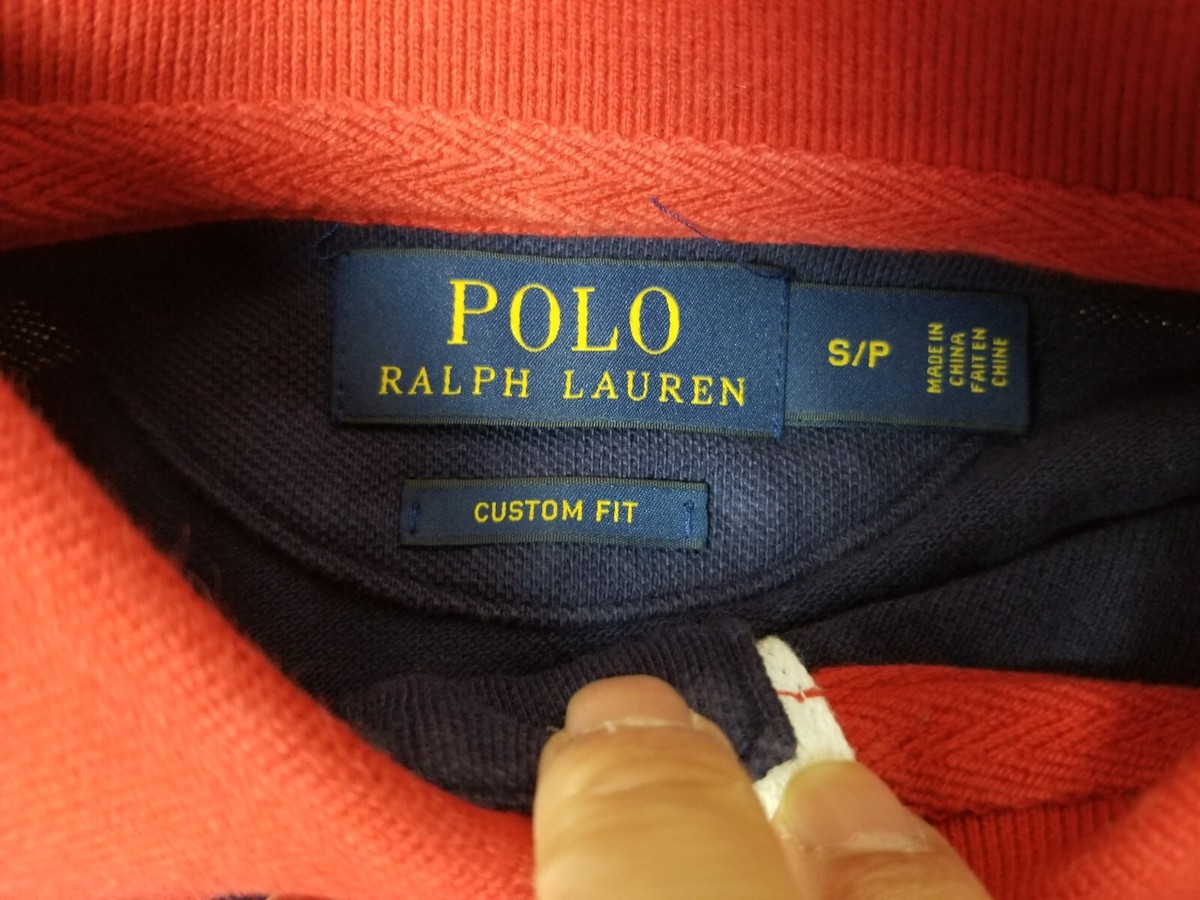 POLO
RALPH LAUREN
S/P
MADE IN
CHINA
FAIT EN
CHINE
CUSTOM FIT